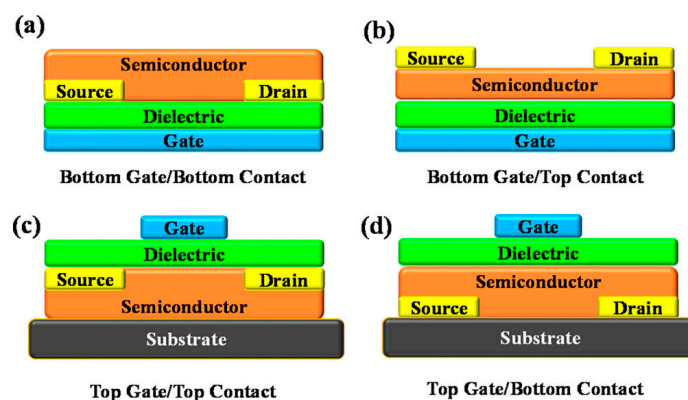 (a)
Semiconductor
Source Drain
Dielectric
Gate
Bottom Gate/Bottom Contact
(b)
Source Drain
Semiconductor
Dielectric
Gate
Bottom Gate/Top Contact
(c)
Gate
Dielectric
Source Drain
Semiconductor
Substrate
Top Gate/Top Contact
(d)
Gate
Dielectric
Semiconductor
Source Drain
Substrate
Top Gate/Bottom Contact